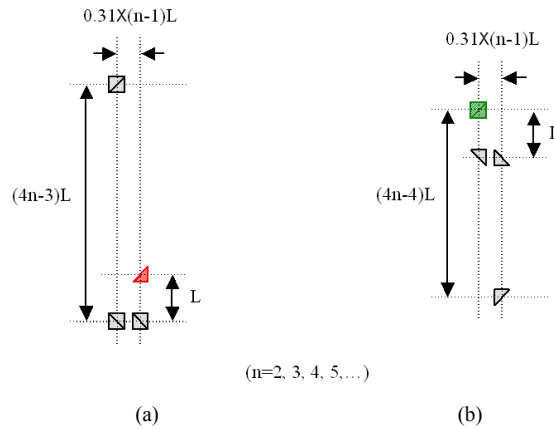 0.31X(n-1)L
0.31X(n-1)L
(4n-3)L
L
(4n-4)L
(n=2, 3, 4, 5,…)
(a)
(b)